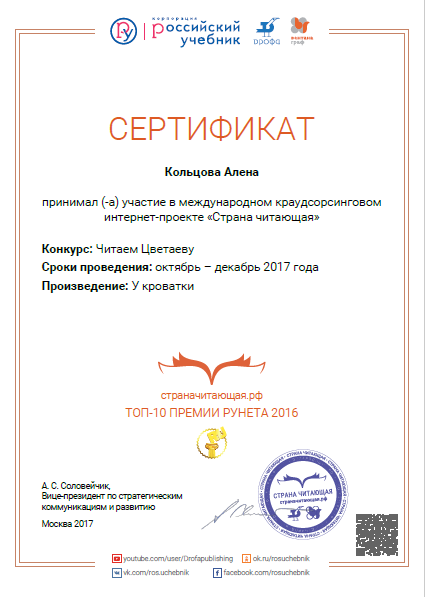 корпорация
российский
учебник
дрофа
вентана
граф
СЕРТИФИКАТ
Кольцова Алена
принимал (-а) участие в международном краудсорсинговом
интернет-проекте «Страна читающая»
Конкурс: Читаем Цветаеву
Сроки проведения: октябрь – декабрь 2017 года
Произведение: У кроватки
страначитающая.рф
ТОП-10 ПРЕМИИ РУНЕТА 2016
А. С. Соловейчик,
Вице-президент по стратегическим
коммуникациям и развитию
Москва 2017
СТРАНА ЧИТАЮЩАЯ
страначитающая.рф
youtube.com/user/Drofapublishing
ok.ru/rosuchebnik
vk.com/ros.uchebnik
facebook.com/rosuchebnik